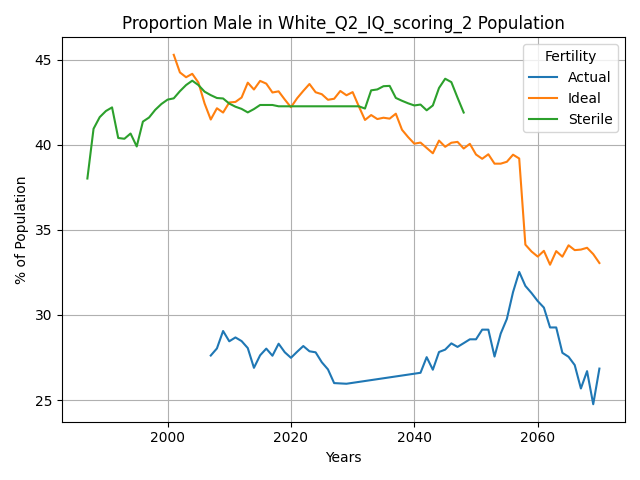 Proportion Male in White_Q2_IQ_scoring_2 Population
Fertility
Actual
Ideal
Sterile
% of Population
45
40
35
30
25
2000
2020
2040
2060
Years